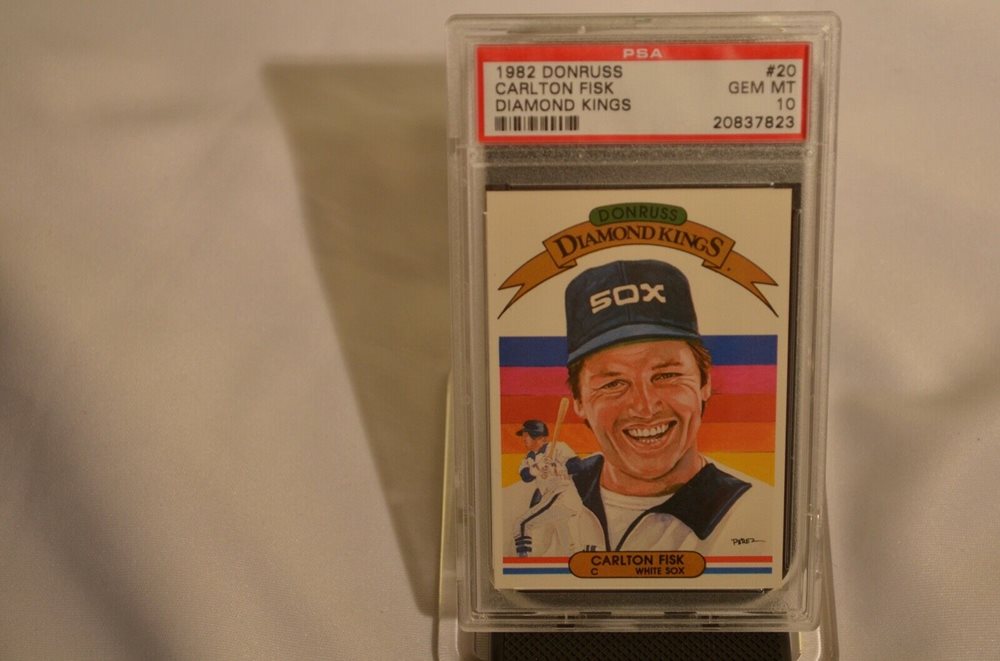 PSA
1982 DONRUSS #20
CARLTON FISK GEM MT
DIAMOND KINGS 10
20837823
DONRUSS
DIAMOND KINGS
SOX
PEREZ
CARLTON FISK
C WHITE SOX